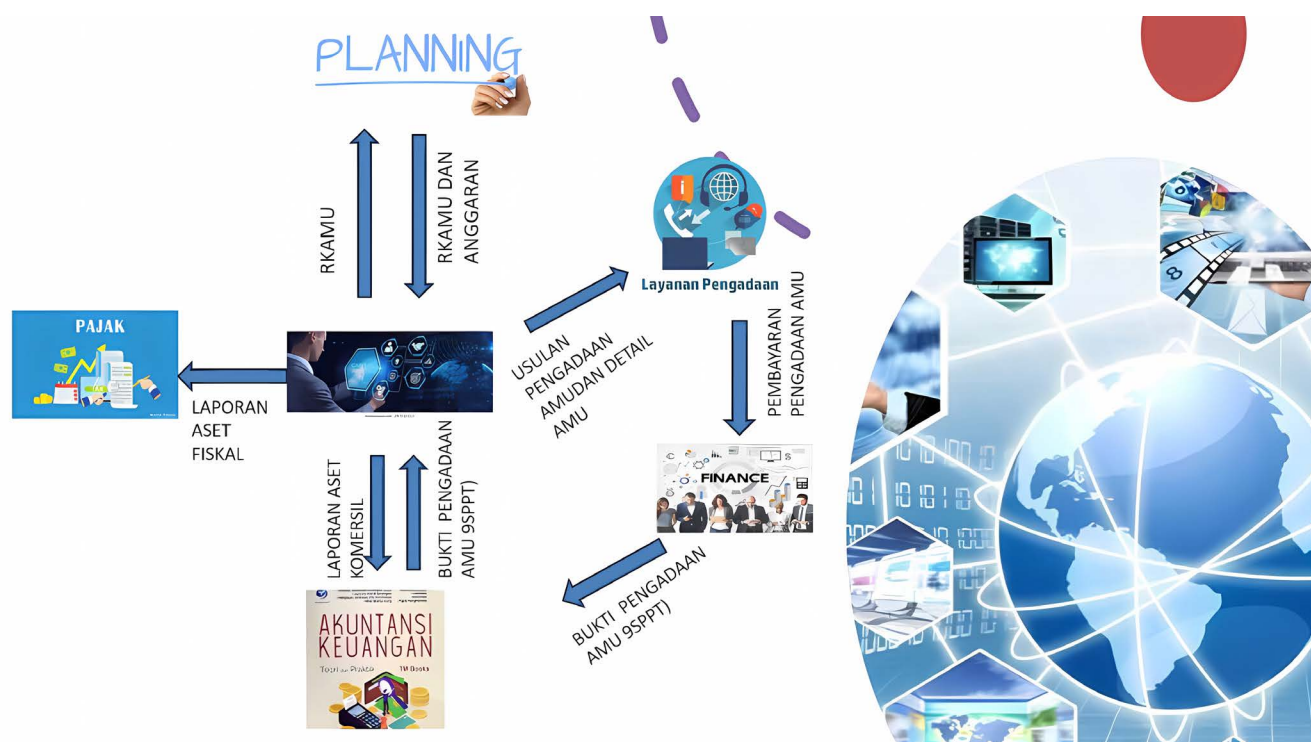 PLANNING
RKAMU
RKAMU DAN
ANGGARAN
Layanan Pengadaan
PAJAK
LAPORAN
ASET
FISKAL
USULAN
PENGADAAN
AMUDAN DETAIL
AMU
PEMBAYARAN
PENGADAAN AMU
FINANCE
LAPORAN ASET
KOMERSIL
BUKTI PENGADAAN
AMU 9SPPT)
BUKTI PENGADAAN
AMU 9SPPT)
AKUNTANSI
KEUANGAN